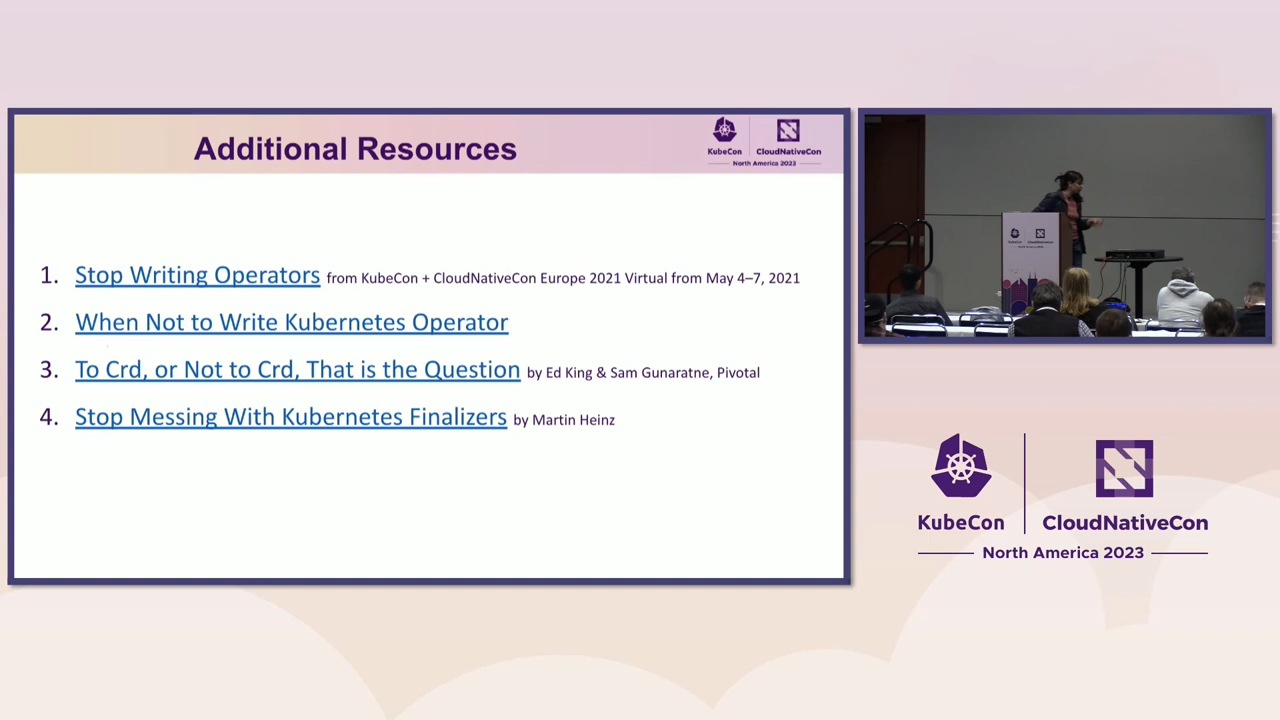 Additional Resources
KubeCon
CloudNativeCon
North America 2023
1. Stop Writing Operators from KubeCon + CloudNativeCon Europe 2021 Virtual from May 4–7, 2021
2. When Not to Write Kubernetes Operator
3. To Crd, or Not to Crd, That is the Question by Ed King & Sam Gunaratne, Pivotal
4. Stop Messing With Kubernetes Finalizers by Martin Heinz
KubeCon
CloudNativeCon
North America 2023